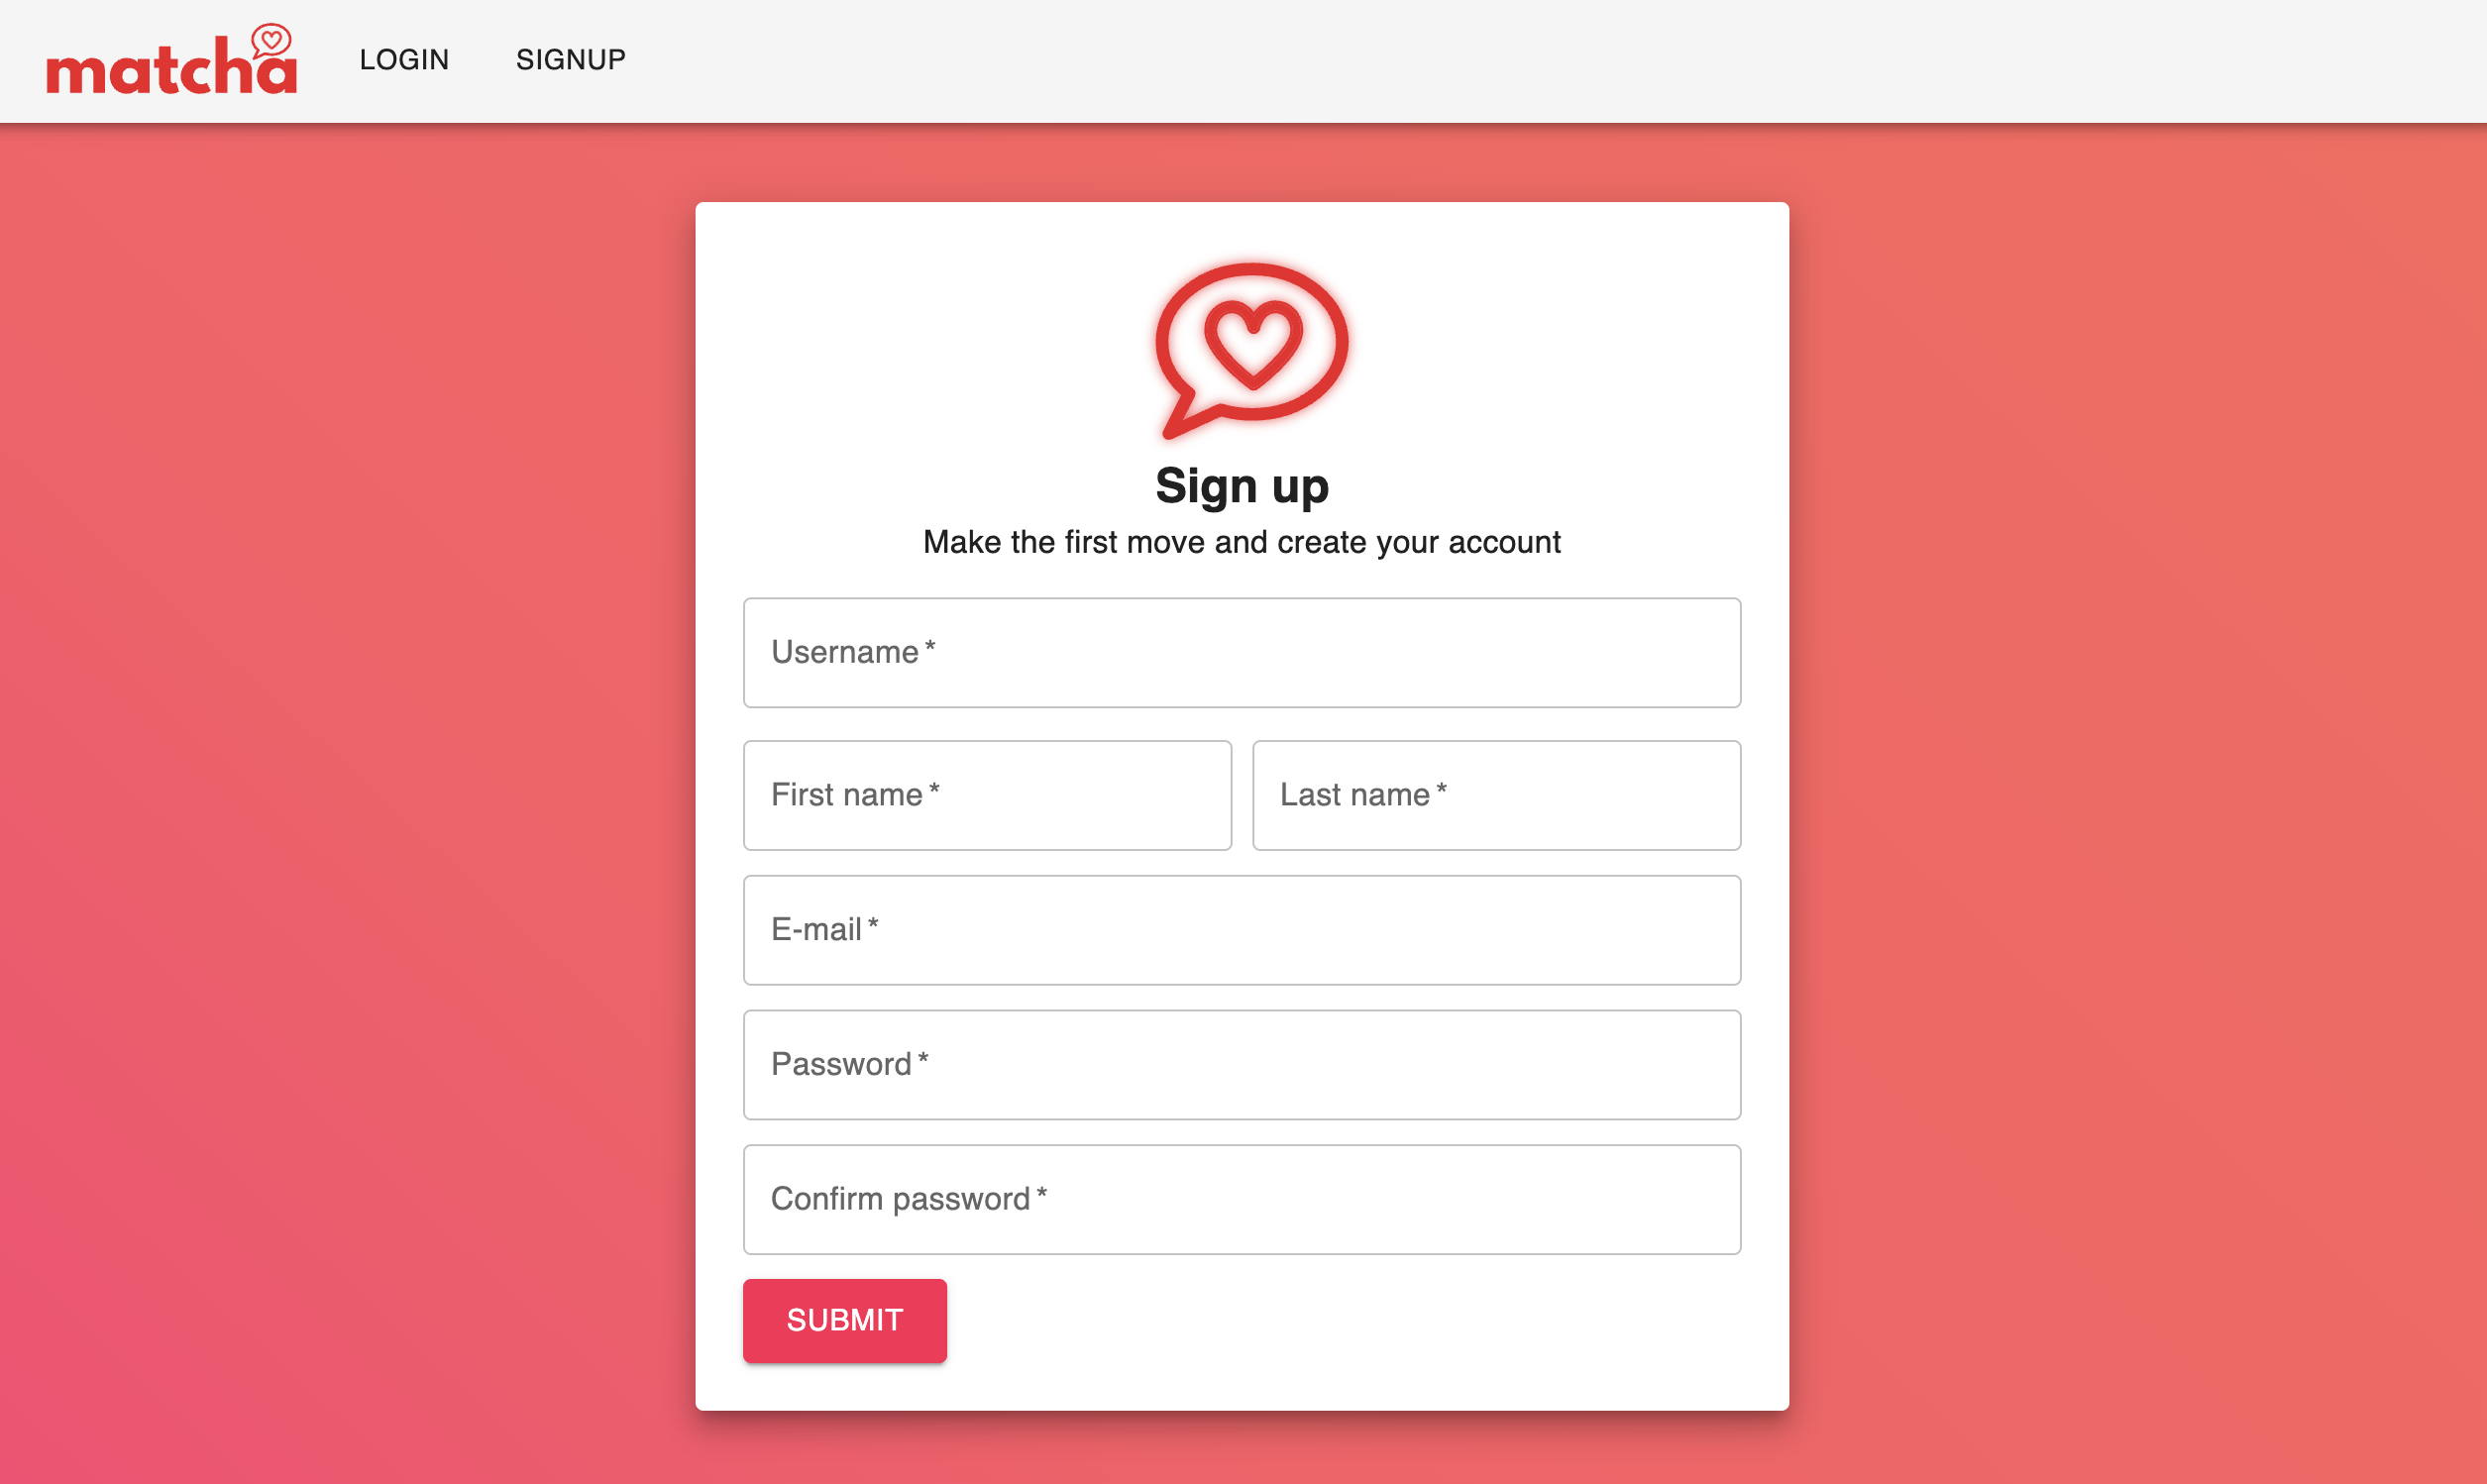 matcha LOGIN SIGNUP
Sign up
Make the first move and create your account
Username *
First name * Last name *
E-mail *
Password *
Confirm password *
SUBMIT